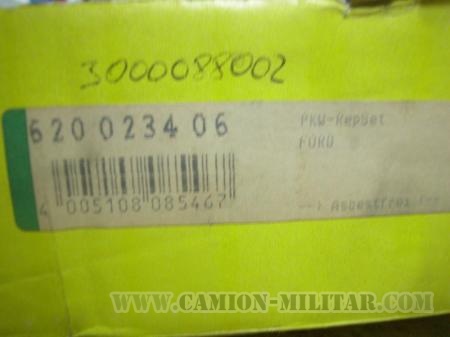 3000088002
620 0234 06
PKW-RepSet
FORD
4 005108 085467
--> Asbestfrei
WWW.CAMION-MILITAR.COM